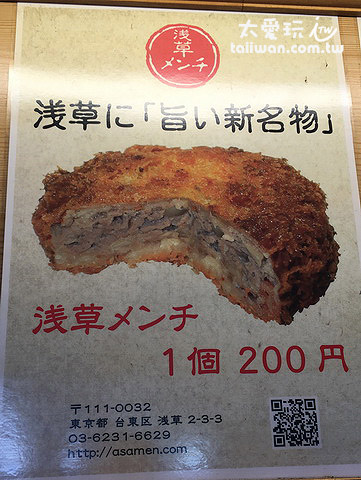 大愛玩
taliwan.com.tw
浅草
メンチ
浅草に「旨い新名物」
浅草メンチ
1個 200円
〒111-0032
東京都 台東区 浅草 2-3-3
03-6231-6629
http://asamen.com